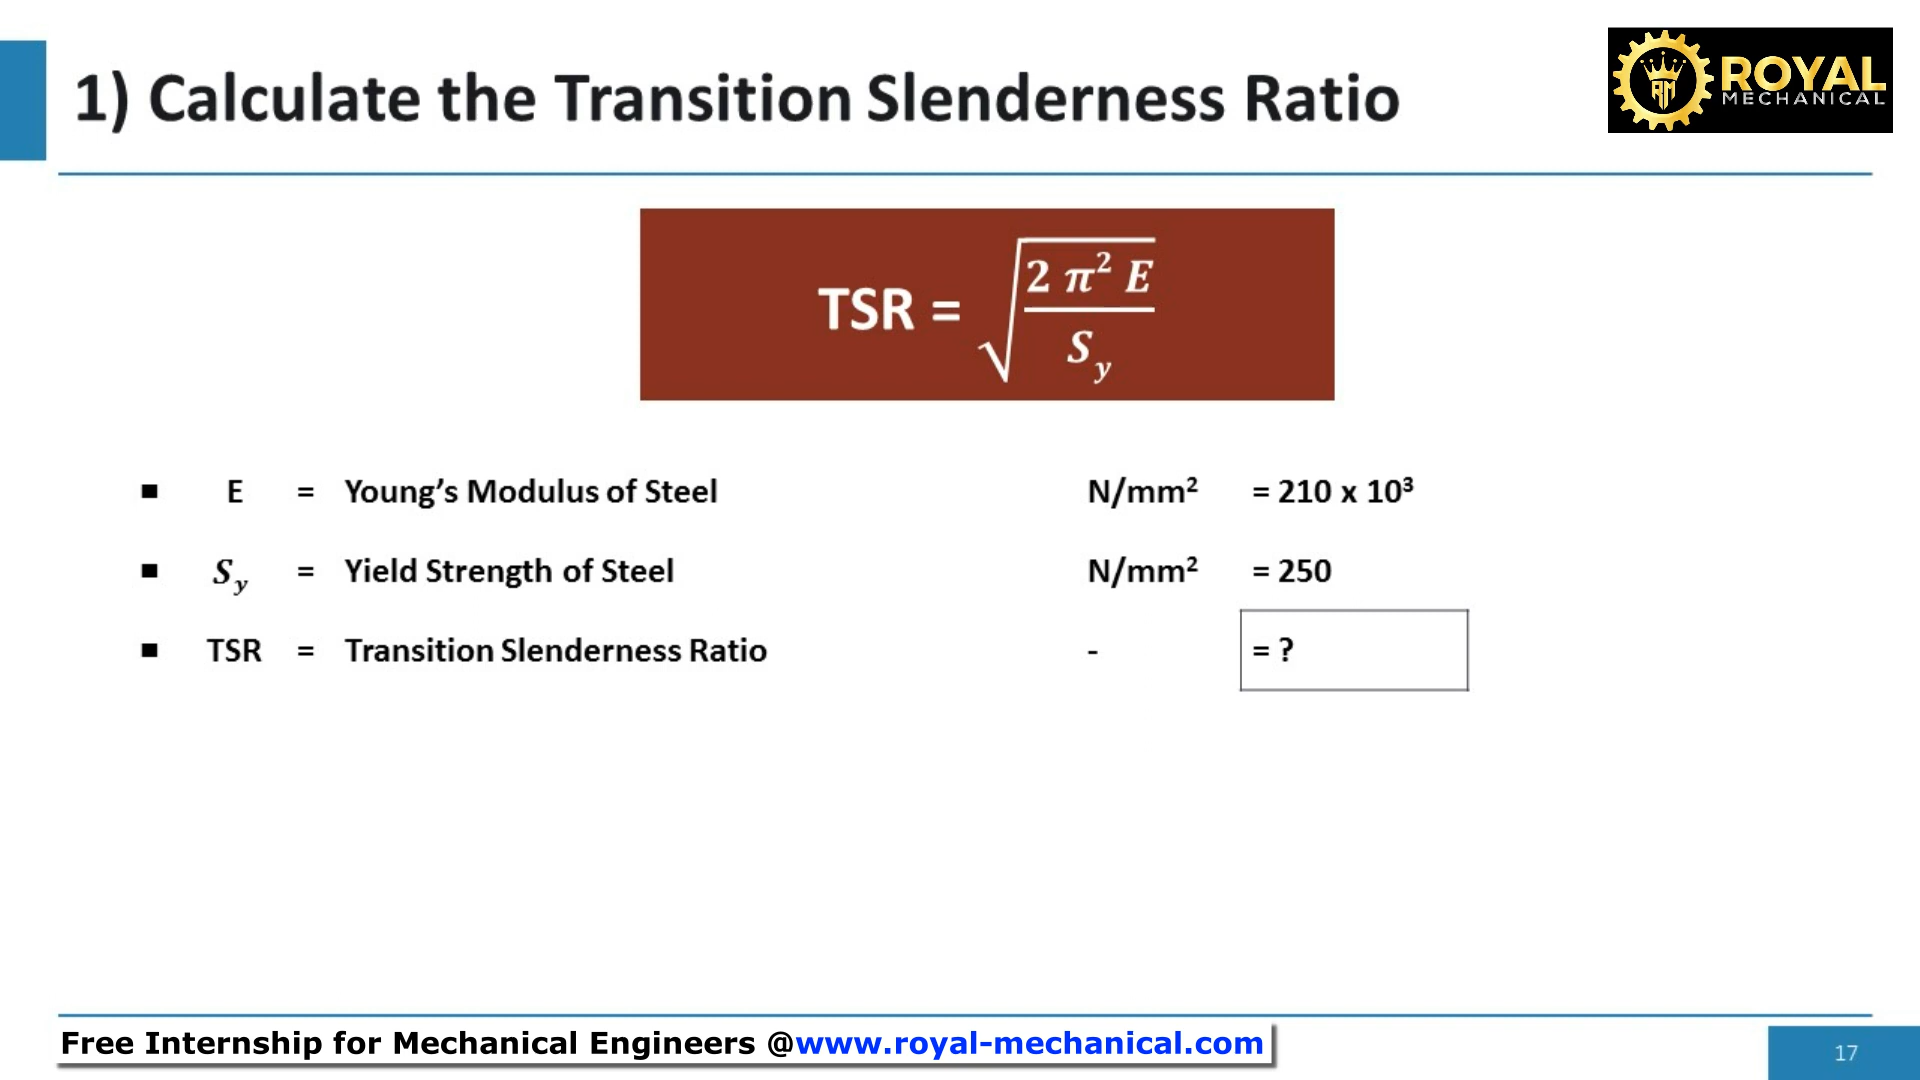 1) Calculate the Transition Slenderness Ratio
ROYAL
MECHANICAL
RM
TSR = √(2 π² E / S_y)
▪ E = Young’s Modulus of Steel N/mm² = 210 x 10³
▪ S_y = Yield Strength of Steel N/mm² = 250
▪ TSR = Transition Slenderness Ratio - = ?
Free Internship for Mechanical Engineers @www.royal-mechanical.com
17